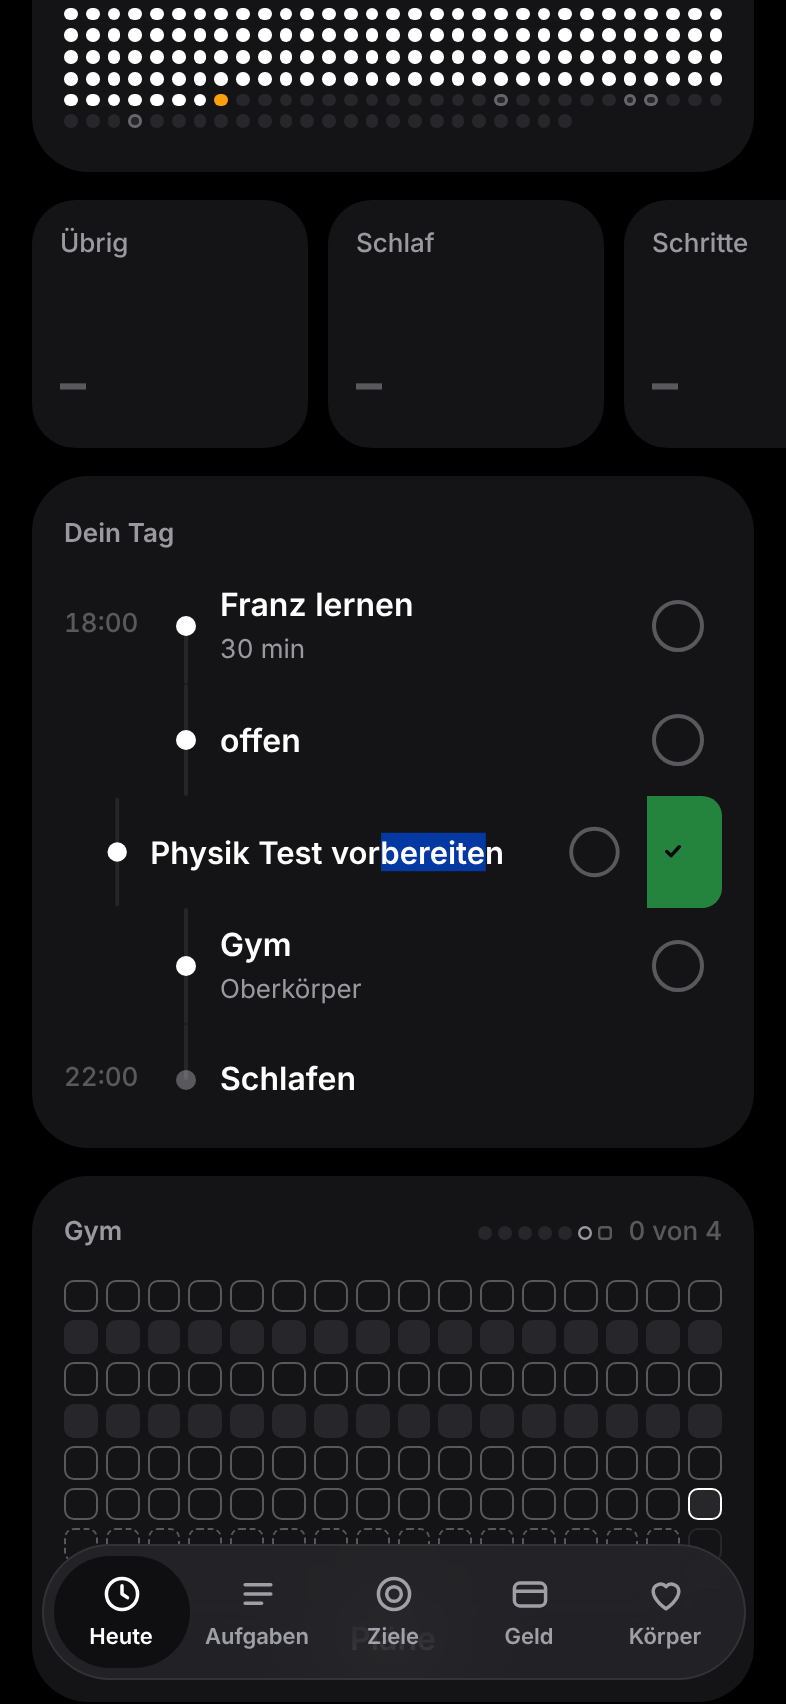 Übrig
Schlaf
Schritte
–
–
–
Dein Tag
18:00
Franz lernen
30 min
offen
Physik Test vorbereiten
Gym
Oberkörper
22:00
Schlafen
Gym
0 von 4
Pläne
Heute
Aufgaben
Ziele
Geld
Körper